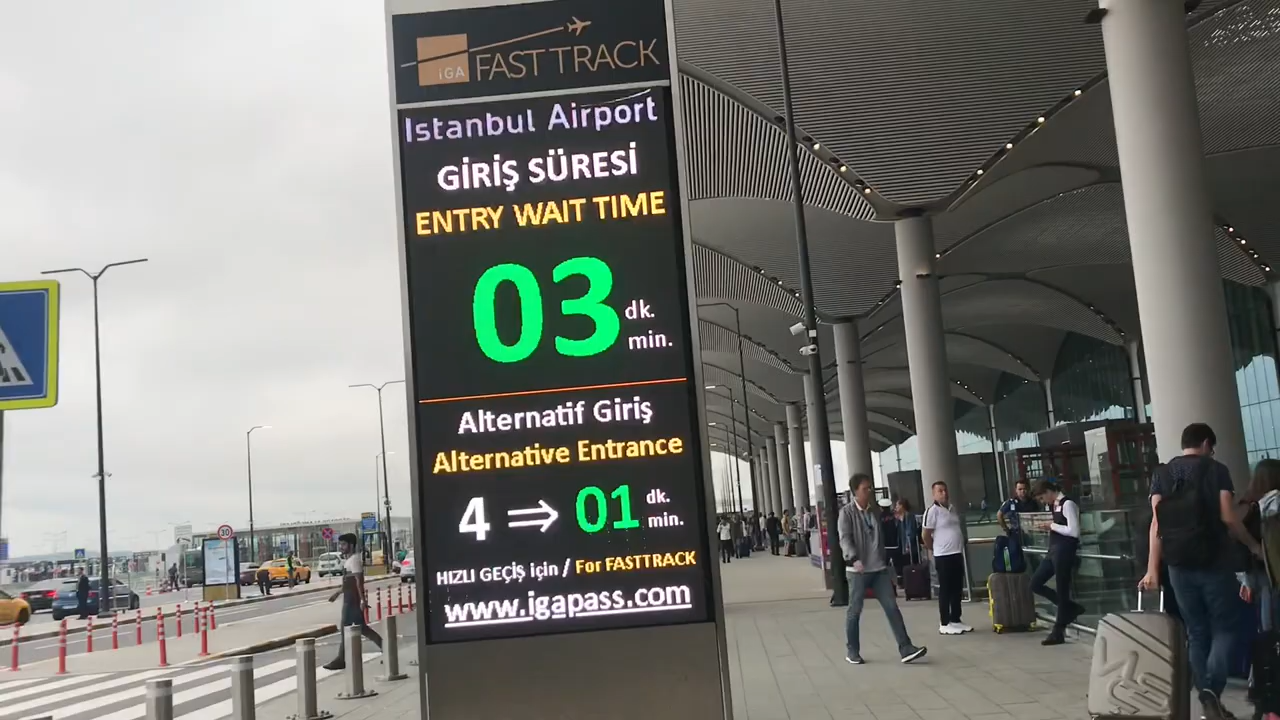 iGA FAST TRACK
Istanbul Airport
GİRİŞ SÜRESİ
ENTRY WAIT TIME
03 dk.
min.
Alternatif Giriş
Alternative Entrance
4 ⇒ 01 dk.
min.
HIZLI GEÇİŞ için / For FASTTRACK
www.igapass.com
30